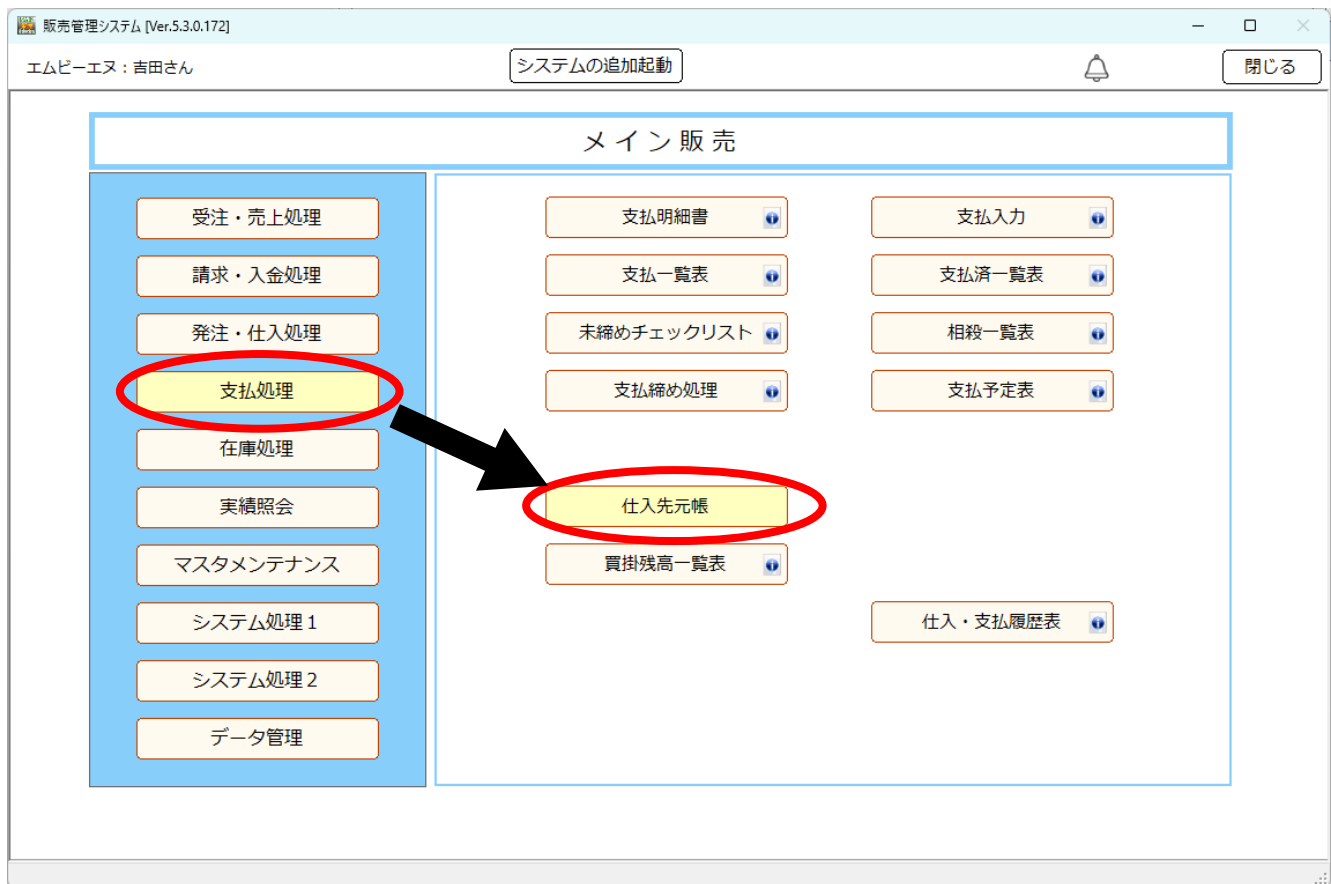 販売管理システム [Ver.5.3.0.172]
エムピーエヌ：吉田さん
システムの追加起動
閉じる
メイン販売
受注・売上処理
請求・入金処理
発注・仕入処理
支払処理
在庫処理
実績照会
マスタメンテナンス
システム処理１
システム処理２
データ管理
支払明細書
支払入力
支払一覧表
支払済一覧表
未締めチェックリスト
相殺一覧表
支払締め処理
支払予定表
仕入先元帳
買掛残高一覧表
仕入・支払履歴表